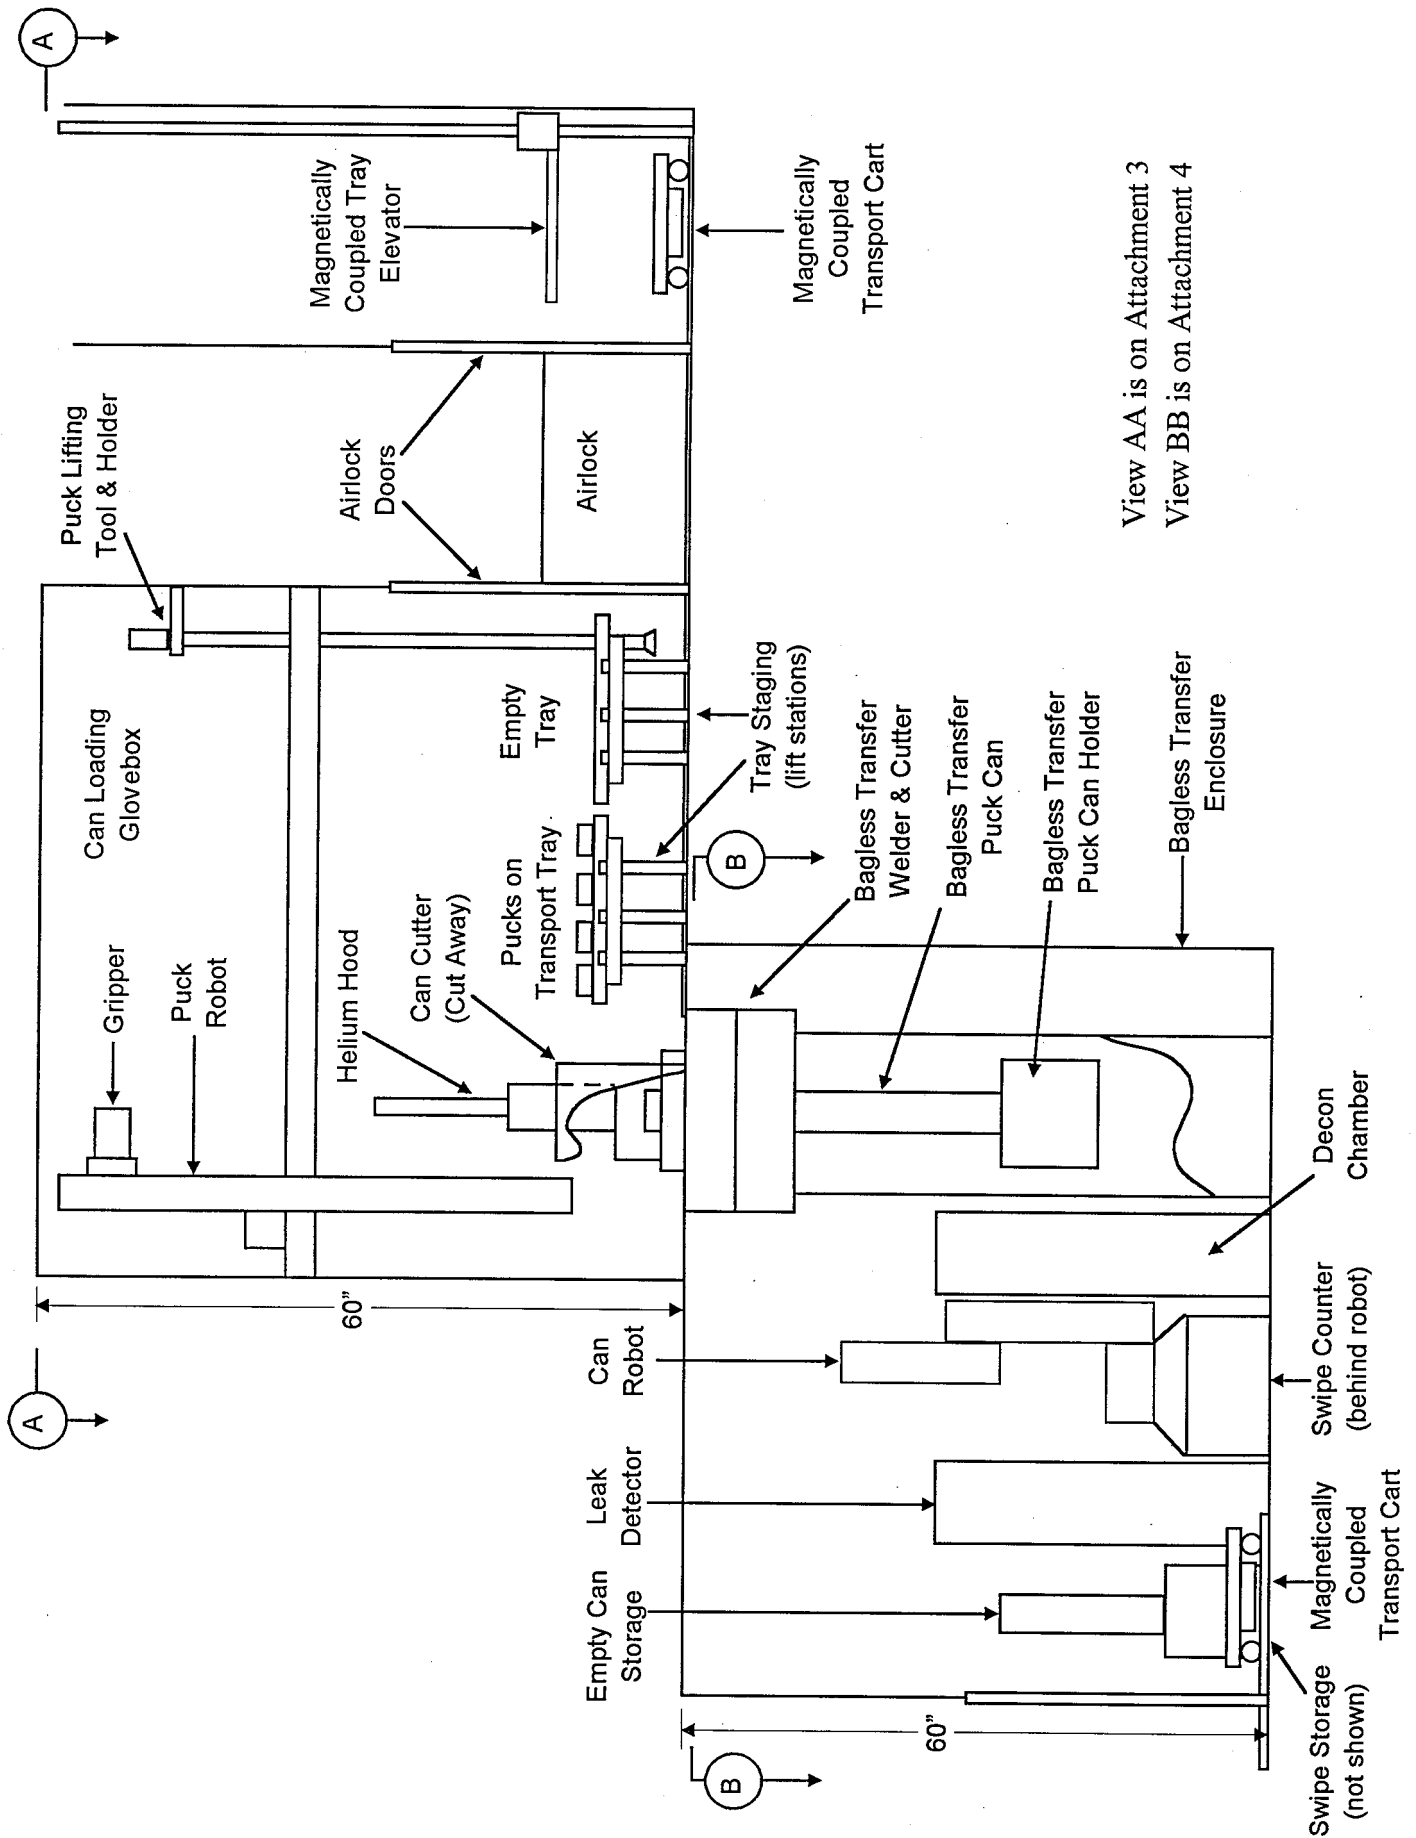 A
A
60”
Can Loading
Glovebox
Puck Lifting
Tool & Holder
Gripper
Puck
Robot
Helium Hood
Can Cutter
(Cut Away)
Pucks on
Transport Tray
Empty
Tray
Airlock
Doors
Airlock
Magnetically
Coupled Tray
Elevator
Magnetically
Coupled
Transport Cart
Tray Staging
(lift stations)
B
B
60”
Empty Can
Storage
Leak
Detector
Can
Robot
Bagless Transfer
Welder & Cutter
Bagless Transfer
Puck Can
Bagless Transfer
Puck Can Holder
Bagless Transfer
Enclosure
Swipe Storage
(not shown)
Magnetically
Coupled
Transport Cart
Swipe Counter
(behind robot)
Decon
Chamber
View AA is on Attachment 3
View BB is on Attachment 4